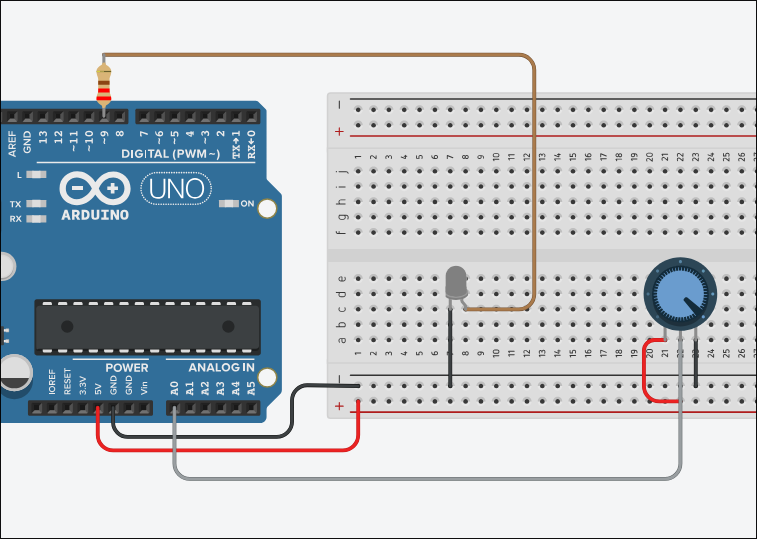 AREF GND 13 12 ~11 ~10 ~9 8 7 ~6 ~5 4 ~3 2 TX→1 RX←0
DIGITAL (PWM~)
L
TX
RX
UNO
ARDUINO
ON
POWER ANALOG IN
IOREF RESET 3.3V 5V GND GND Vin A0 A1 A2 A3 A4 A5
−
+
1 2 3 4 5 6 7 8 9 10 11 12 13 14 15 16 17 18 19 20 21 22 23 24 25 26
j
i
h
g
f
e
d
c
b
a
1 2 3 4 5 6 7 8 9 10 11 12 13 14 15 16 17 18 19 20 21 24 25 26
−
+